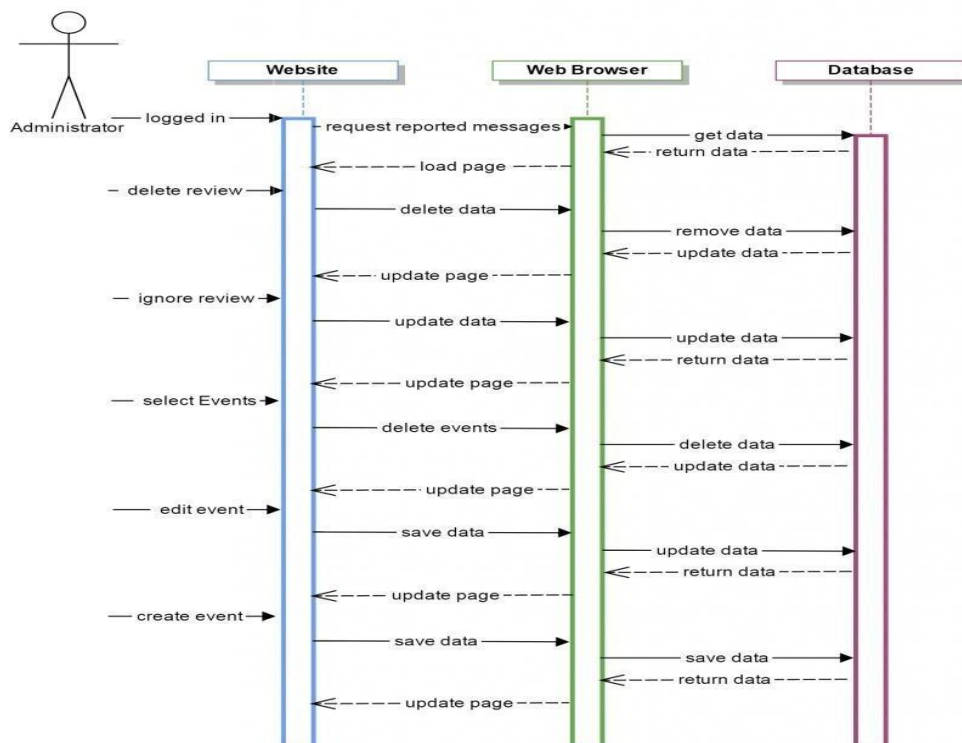 Website
Web Browser
Database
Administrator
logged in
request reported messages
get data
return data
load page
delete review
delete data
remove data
update data
update page
ignore review
update data
update data
return data
update page
select Events
delete events
delete data
update data
update page
edit event
save data
update data
return data
update page
create event
save data
save data
return data
update page